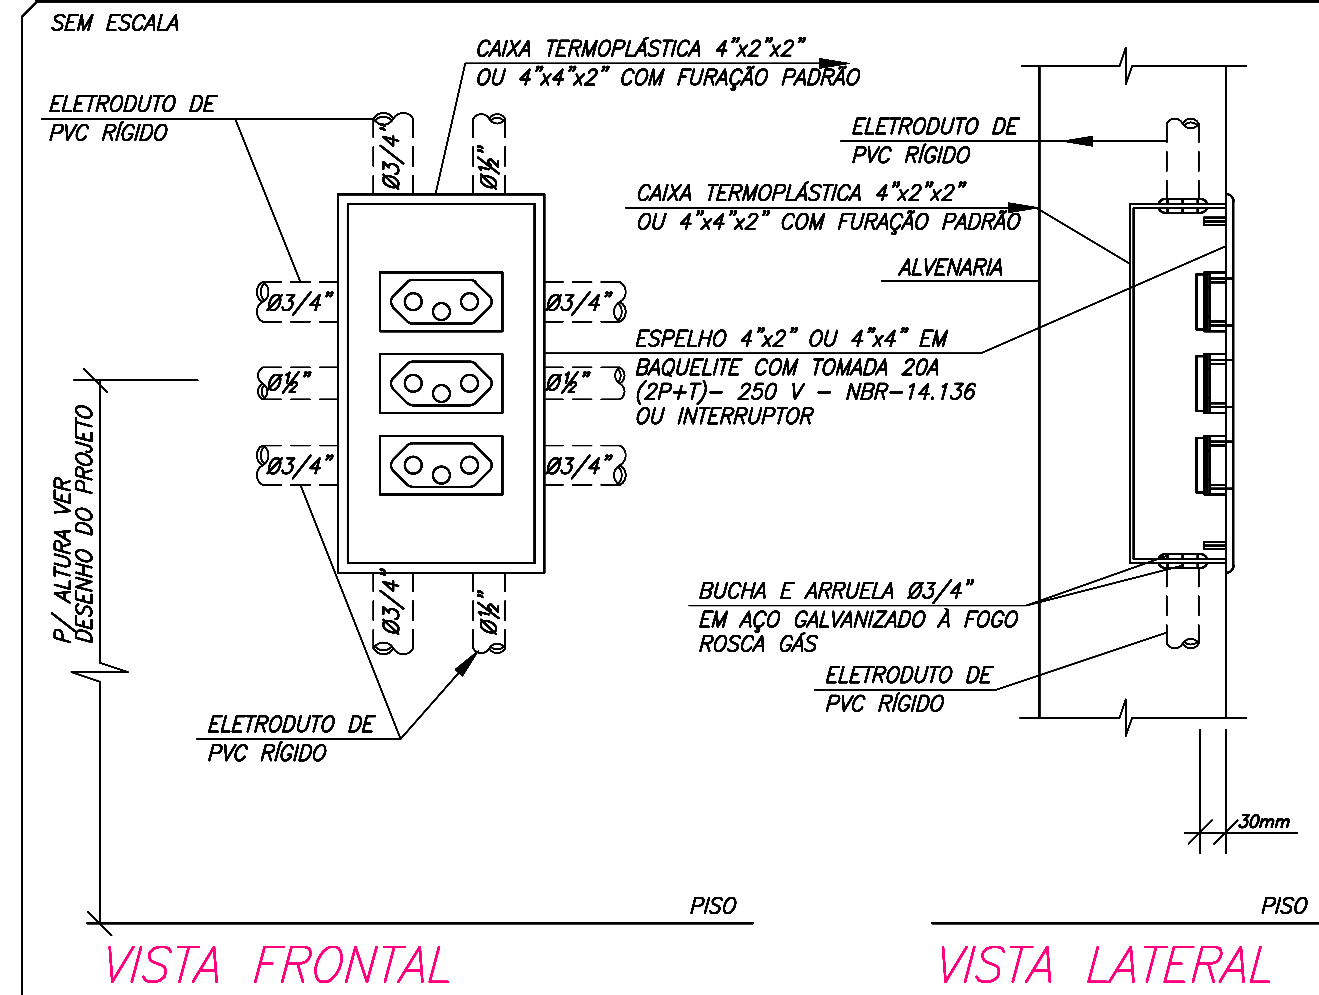 SEM ESCALA
CAIXA TERMOPLÁSTICA 4"x2"x2"
OU 4"x4"x2" COM FURAÇÃO PADRÃO
ELETRODUTO DE
PVC RÍGIDO
Ø3/4"
Ø½"
Ø3/4"
Ø3/4"
Ø½"
Ø½"
Ø3/4"
Ø3/4"
Ø3/4"
Ø½"
P/ ALTURA VER
DESENHO DO PROJETO
ELETRODUTO DE
PVC RÍGIDO
PISO
VISTA FRONTAL
ELETRODUTO DE
PVC RÍGIDO
CAIXA TERMOPLÁSTICA 4"x2"x2"
OU 4"x4"x2" COM FURAÇÃO PADRÃO
ALVENARIA
ESPELHO 4"x2" OU 4"x4" EM
BAQUELITE COM TOMADA 20A
(2P+T)- 250 V - NBR-14.136
OU INTERRUPTOR
BUCHA E ARRUELA Ø3/4"
EM AÇO GALVANIZADO À FOGO
ROSCA GÁS
ELETRODUTO DE
PVC RÍGIDO
30mm
PISO
VISTA LATERAL